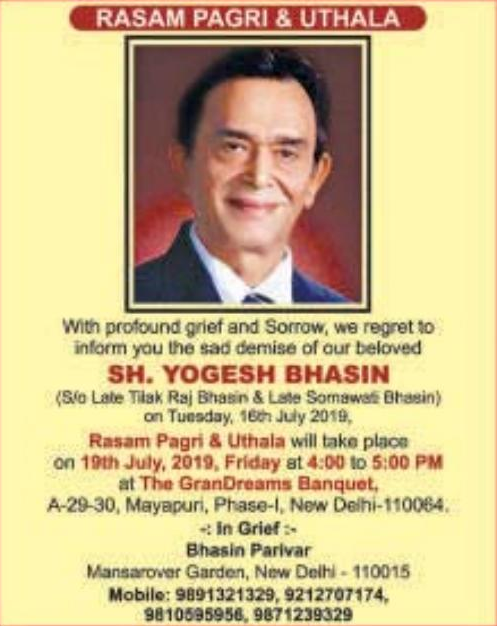 RASAM PAGRI & UTHALA
With profound grief and Sorrow, we regret to
inform you the sad demise of our beloved
SH. YOGESH BHASIN
(S/o Late Tilak Raj Bhasin & Late Somawati Bhasin)
on Tuesday, 16th July 2019,
Rasam Pagri & Uthala will take place
on 19th July, 2019, Friday at 4:00 to 5:00 PM
at The GranDreams Banquet,
A-29-30, Mayapuri, Phase-I, New Delhi-110064.
-: In Grief :-
Bhasin Parivar
Mansarover Garden, New Delhi - 110015
Mobile: 9891321329, 9212707174,
9810595956, 9871239329